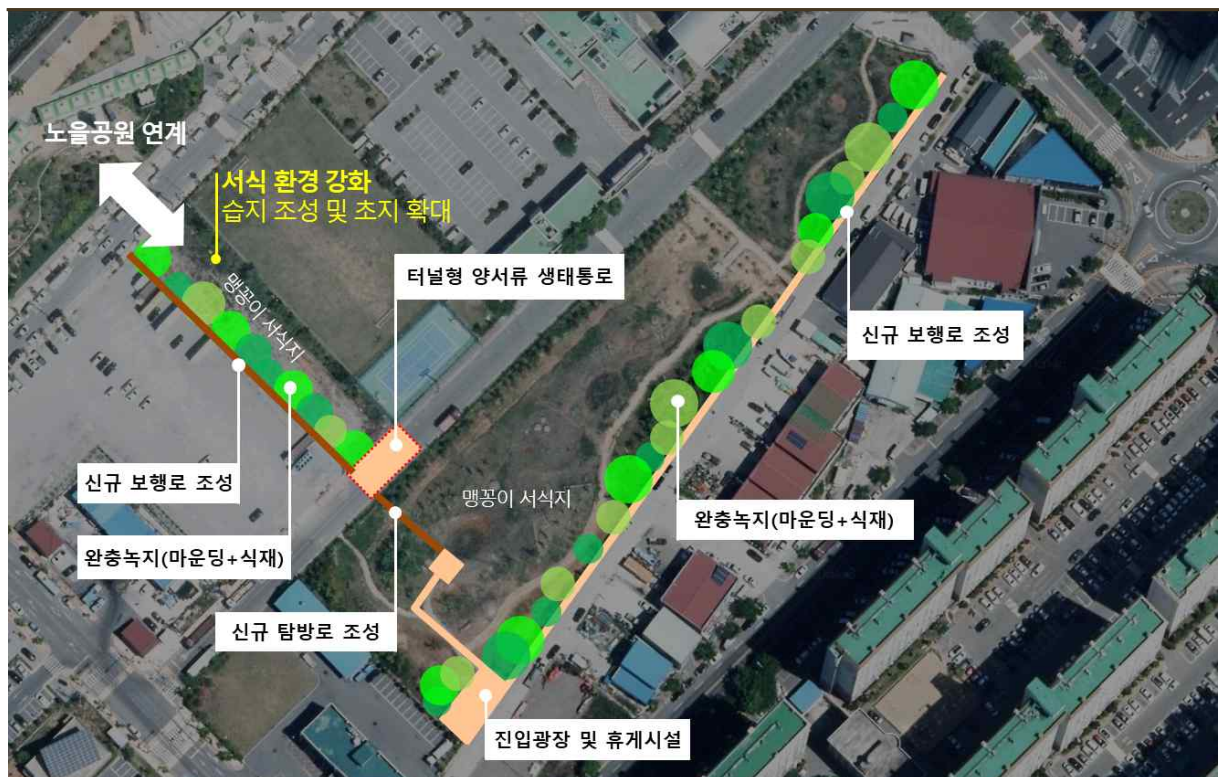 노을공원 연계
서식 환경 강화
습지 조성 및 초지 확대
맹꽁이 서식지
터널형 양서류 생태통로
신규 보행로 조성
신규 보행로 조성
맹꽁이 서식지
완충녹지(마운딩+식재)
완충녹지(마운딩+식재)
신규 탐방로 조성
진입광장 및 휴게시설